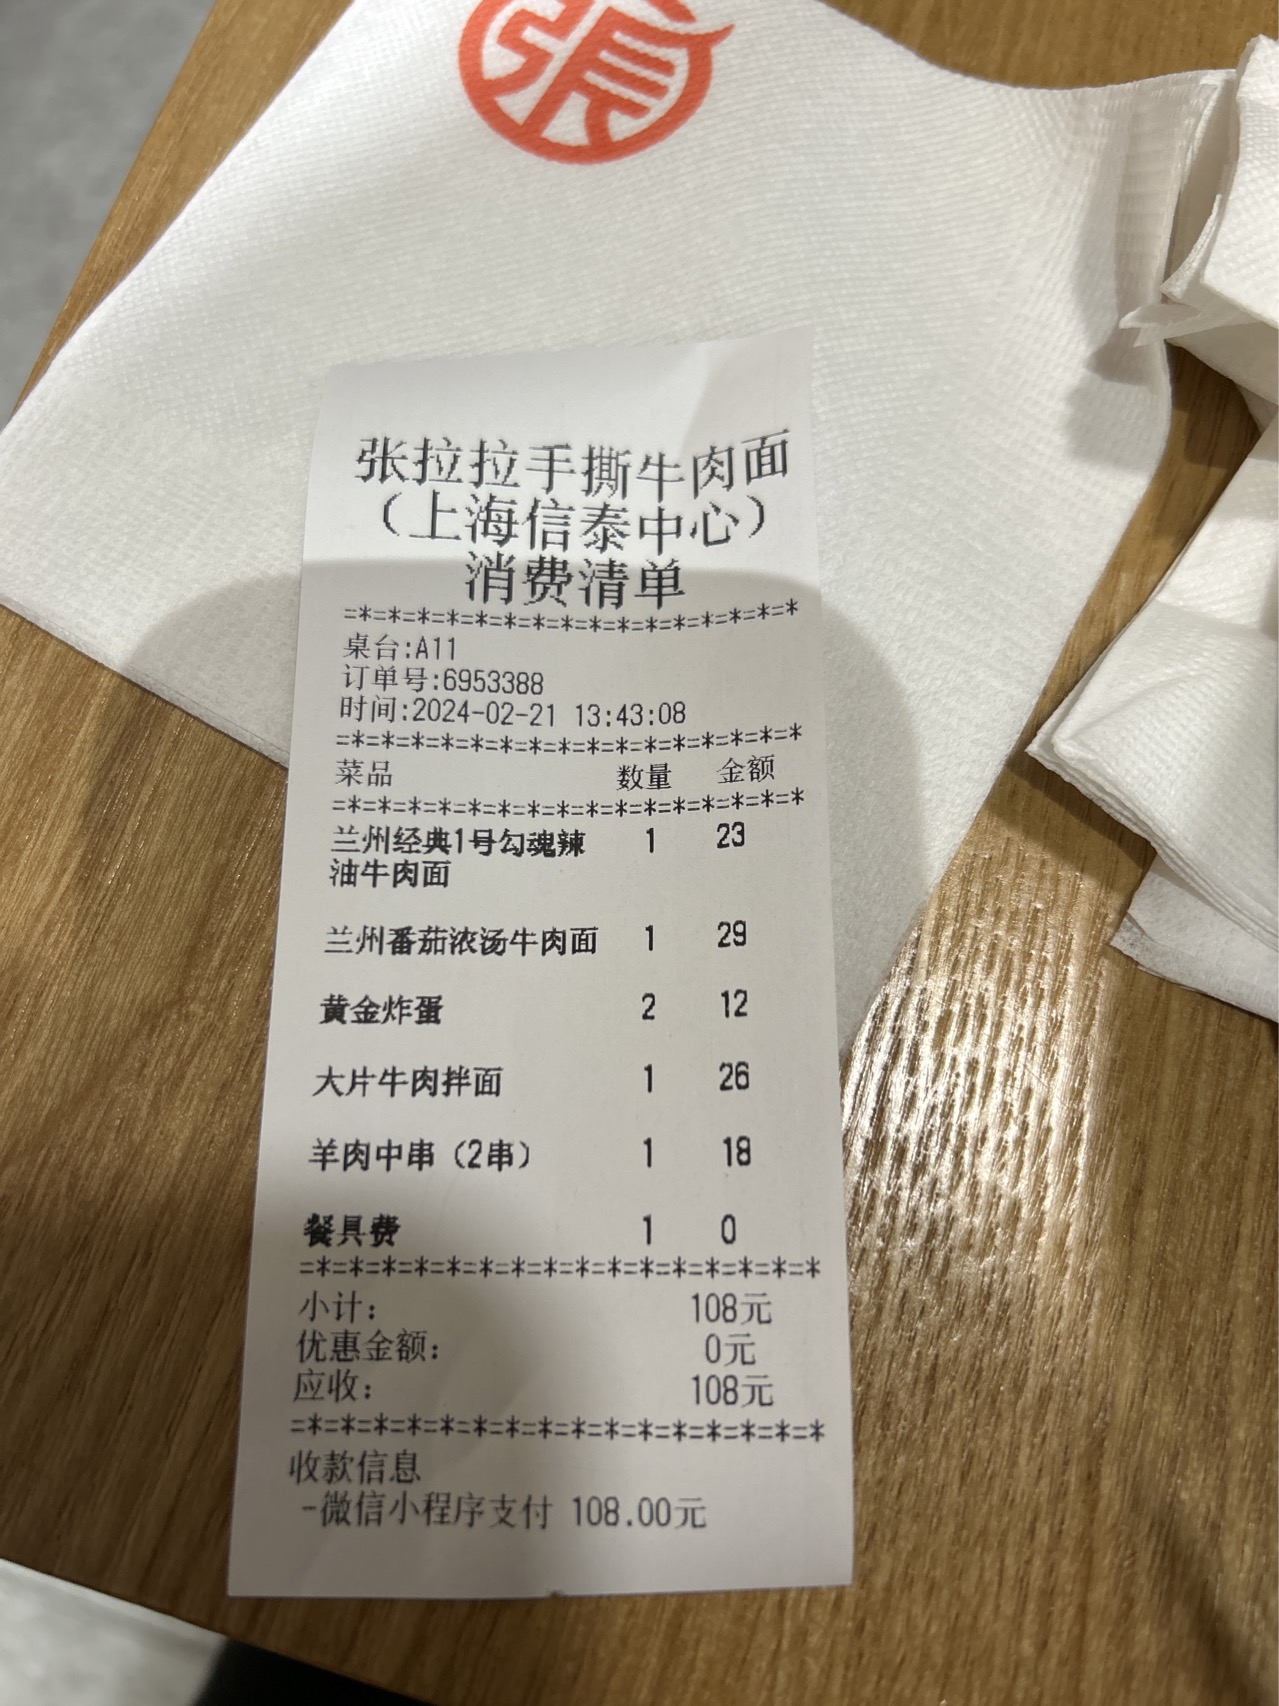 張
张拉拉手撕牛肉面
（上海信泰中心）
消费清单
=*=*=*=*=*=*=*=*=*=*=*=*=*=*=*=*
桌台:A11
订单号:6953388
时间:2024-02-21 13:43:08
=*=*=*=*=*=*=*=*=*=*=*=*=*=*=*=*
菜品 数量 金额
=*=*=*=*=*=*=*=*=*=*=*=*=*=*=*=*
兰州经典1号勾魂辣 1 23
油牛肉面
兰州番茄浓汤牛肉面 1 29
黄金炸蛋 2 12
大片牛肉拌面 1 26
羊肉中串（2串） 1 18
餐具费 1 0
=*=*=*=*=*=*=*=*=*=*=*=*=*=*=*=*
小计: 108元
优惠金额: 0元
应收: 108元
=*=*=*=*=*=*=*=*=*=*=*=*=*=*=*=*
收款信息
-微信小程序支付 108.00元